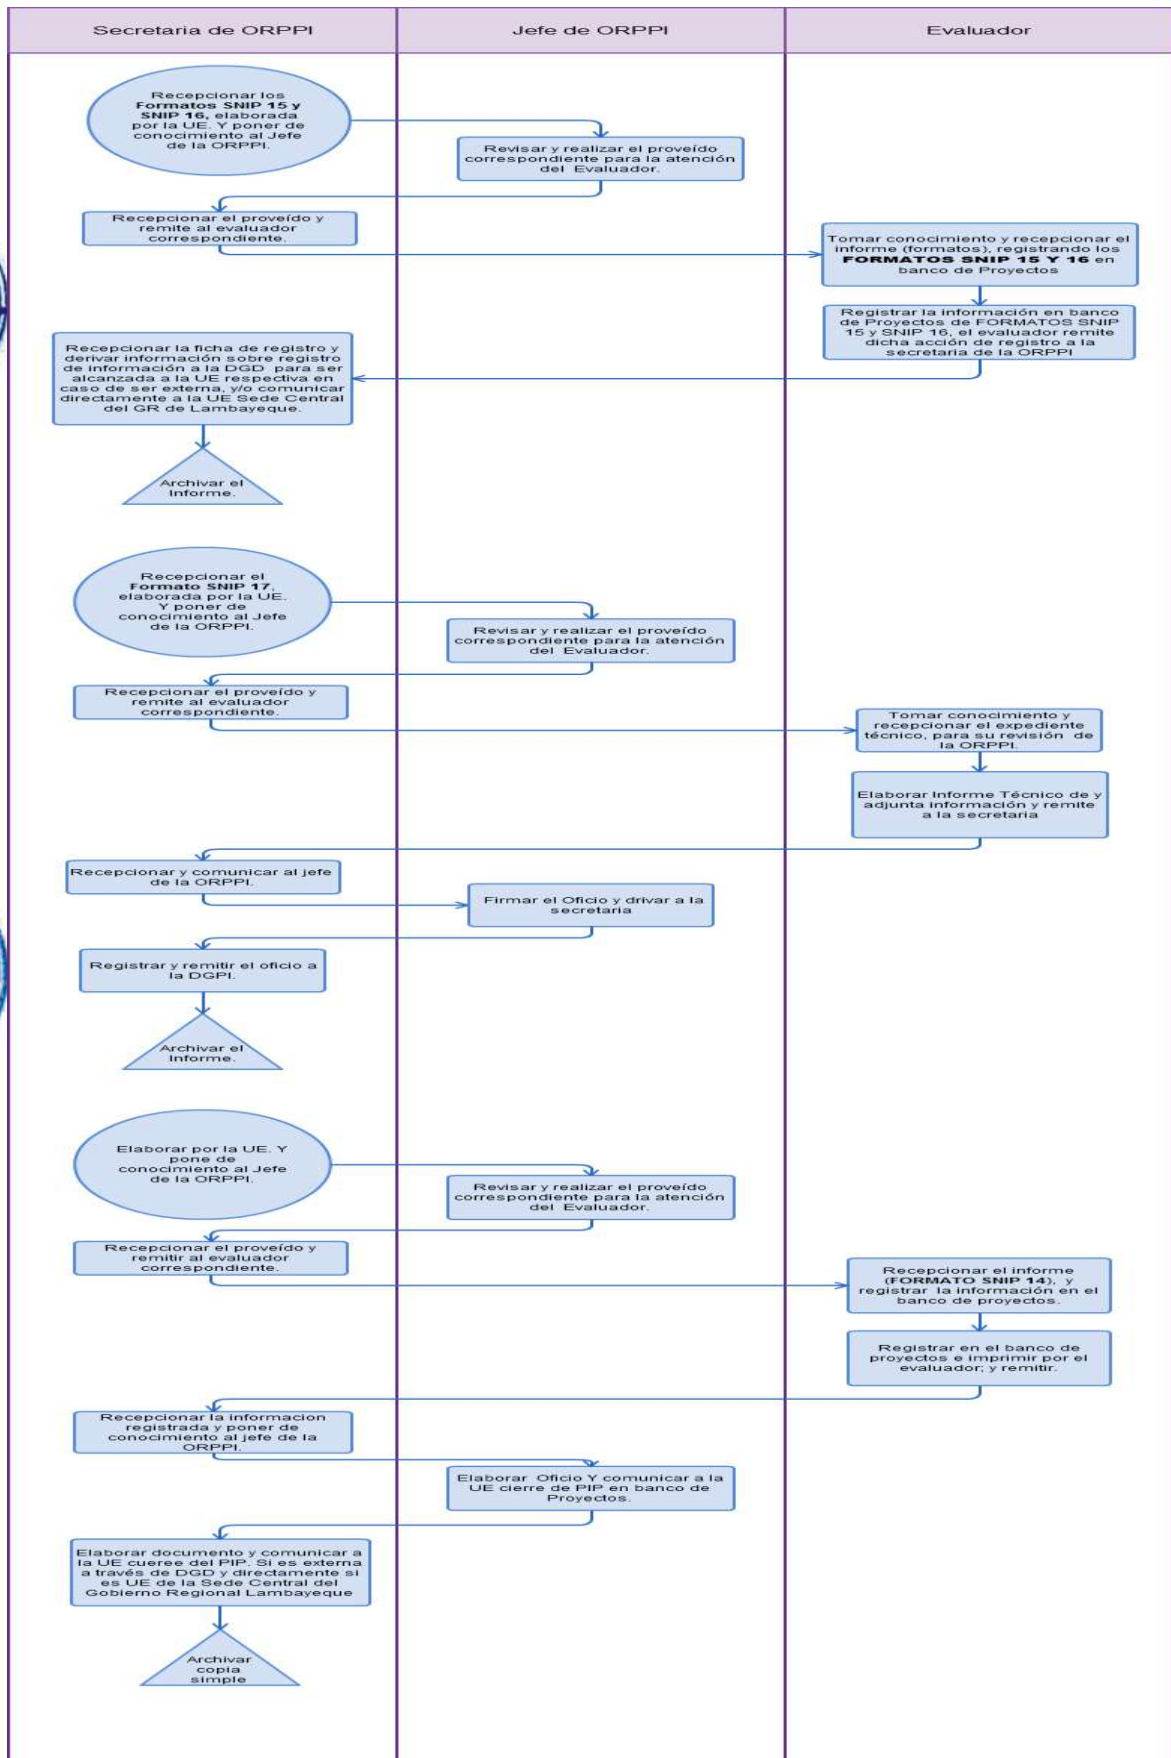 Secretaria de ORPPI
Jefe de ORPPI
Evaluador
Recepcionar los
Formatos SNIP 15 y
SNIP 16, elaborada
por la UE. Y poner de
conocimiento al Jefe
de la ORPPI.
Revisar y realizar el proveído
correspondiente para la atención
del Evaluador.
Recepcionar el proveído y
remite al evaluador
correspondiente.
Tomar conocimiento y recepcionar el
informe (formatos), registrando los
FORMATOS SNIP 15 Y 16 en
banco de Proyectos
Registrar la información en banco
de Proyectos de FORMATOS SNIP
15 y SNIP 16, el evaluador remite
dicha acción de registro a la
secretaria de la ORPPI
Recepcionar la ficha de registro y
derivar información sobre registro
de información a la DGD para ser
alcanzada a la UE respectiva en
caso de ser externa, y/o comunicar
directamente a la UE Sede Central
del GR de Lambayeque.
Archivar el
Informe.
Recepcionar el
Formato SNIP 17,
elaborada por la UE.
Y poner de
conocimiento al Jefe
de la ORPPI.
Revisar y realizar el proveído
correspondiente para la atención
del Evaluador.
Recepcionar el proveído y
remite al evaluador
correspondiente.
Tomar conocimiento y
recepcionar el expediente
técnico, para su revisión de
la ORPPI.
Elaborar Informe Técnico de y
adjunta información y remite
a la secretaria
Recepcionar y comunicar al jefe
de la ORPPI.
Firmar el Oficio y drivar a la
secretaria
Registrar y remitir el oficio a
la DGPI.
Archivar el
Informe.
Elaborar por la UE. Y
pone de
conocimiento al Jefe
de la ORPPI.
Revisar y realizar el proveído
correspondiente para la atención
del Evaluador.
Recepcionar el proveído y
remitir al evaluador
correspondiente.
Recepcionar el informe
(FORMATO SNIP 14), y
registrar la información en el
banco de proyectos.
Registrar en el banco de
proyectos e imprimir por el
evaluador; y remitir.
Recepcionar la informacion
registrada y poner de
conocimiento al jefe de la
ORPPI.
Elaborar Oficio Y comunicar a la
UE cierre de PIP en banco de
Proyectos.
Elaborar documento y comunicar a
la UE cueree del PIP. Si es externa
a través de DGD y directamente si
es UE de la Sede Central del
Gobierno Regional Lambayeque
Archivar
copia
simple